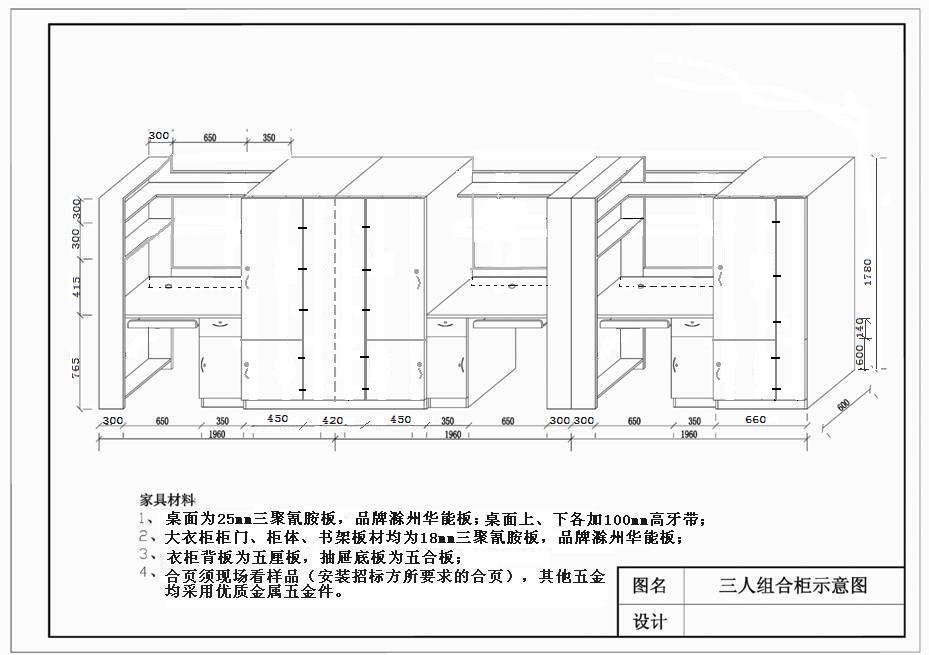 300 650 350
300
300
415
765
1780
140
600
600
300 650 350 450 420 450 350 650 300 300 650 350 660
1960 1960 1960
家具材料
1、桌面为25mm三聚氰胺板，品牌滁州华能板；桌面上、下各加100mm高牙带；
2、大衣柜柜门、柜体、书架板材均为18mm三聚氰胺板，品牌滁州华能板；
3、衣柜背板为五厘板，抽屉底板为五合板；
4、合页须现场看样品（安装招标方所要求的合页），其他五金
均采用优质金属五金件。
图名 三人组合柜示意图
设计